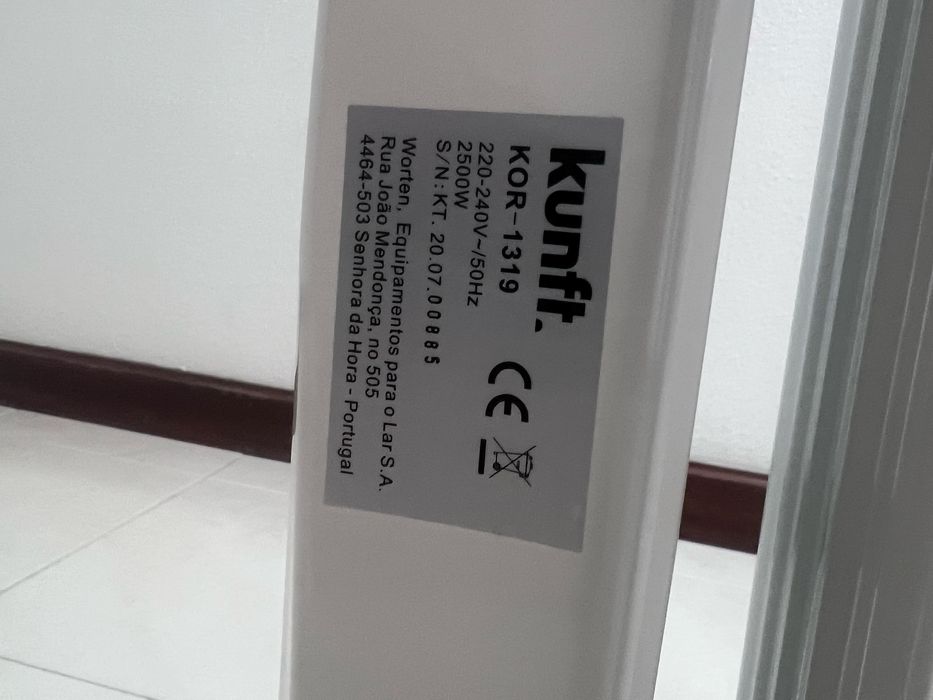 kunft.
KOR-1319
220-240V~/50Hz
2500W
CE
S/N:KT. 20.07.00885
Worten, Equipamentos para o Lar S.A.
Rua João Mendonça, no 505
4464-503 Senhora da Hora - Portugal